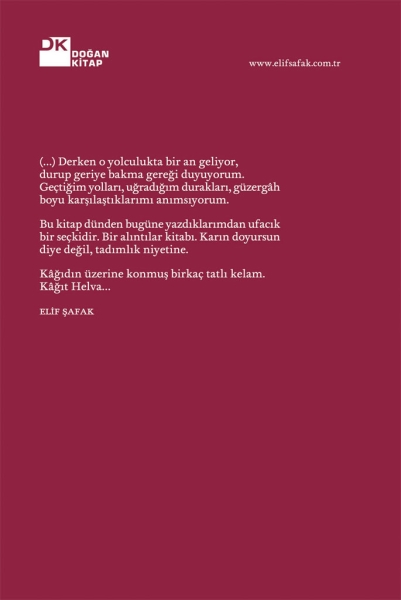 DK
DOĞAN
KİTAP
www.elifsafak.com.tr
(...) Derken o yolculukta bir an geliyor,
durup geriye bakma gereği duyuyorum.
Geçtiğim yolları, uğradığım durakları, güzergâh
boyu karşılaştıklarımı anımsıyorum.
Bu kitap dünden bugüne yazdıklarımdan ufacık
bir seçkidir. Bir alıntılar kitabı. Karın doyursun
diye değil, tadımlık niyetine.
Kâğıdın üzerine konmuş birkaç tatlı kelam.
Kâğıt Helva...
ELİF ŞAFAK